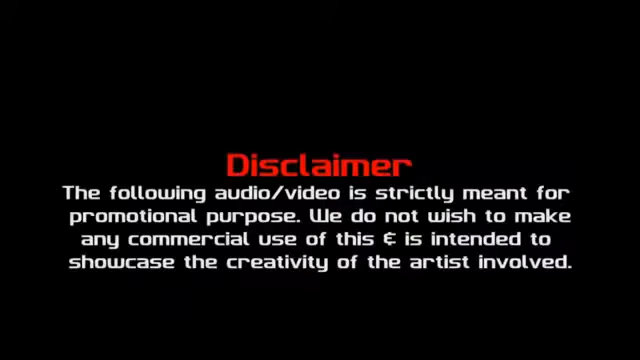 Disclaimer
The following audio/video is strictly meant for
promotional purpose. We do not wish to make
any commercial use of this & is intended to
showcase the creativity of the artist involved.